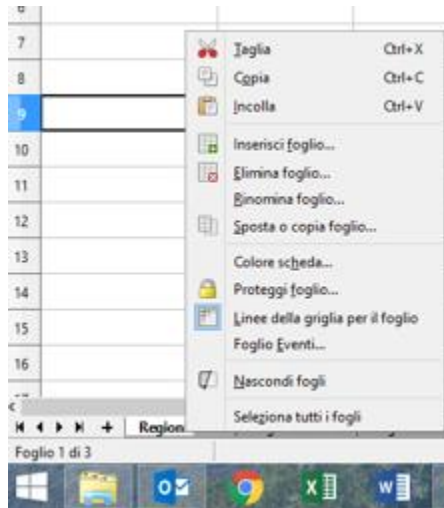 7
8
9
10
11
12
13
14
15
16
Taglia Ctrl+X
Copia Ctrl+C
Incolla Ctrl+V
Inserisci foglio...
Elimina foglio...
Rinomina foglio...
Sposta o copia foglio...
Colore scheda...
Proteggi foglio...
Linee della griglia per il foglio
Foglio Eventi...
Nascondi fogli
Seleziona tutti i fogli
Region
Foglio 1 di 3